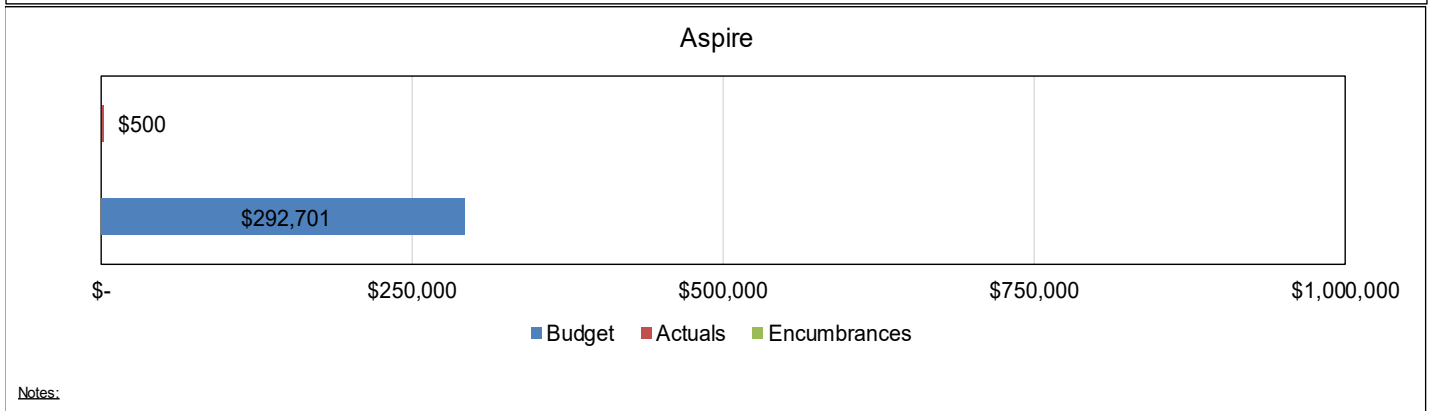 Aspire
$500
$292,701
$-
$250,000
$500,000
$750,000
$1,000,000
Budget
Actuals
Encumbrances
Notes: